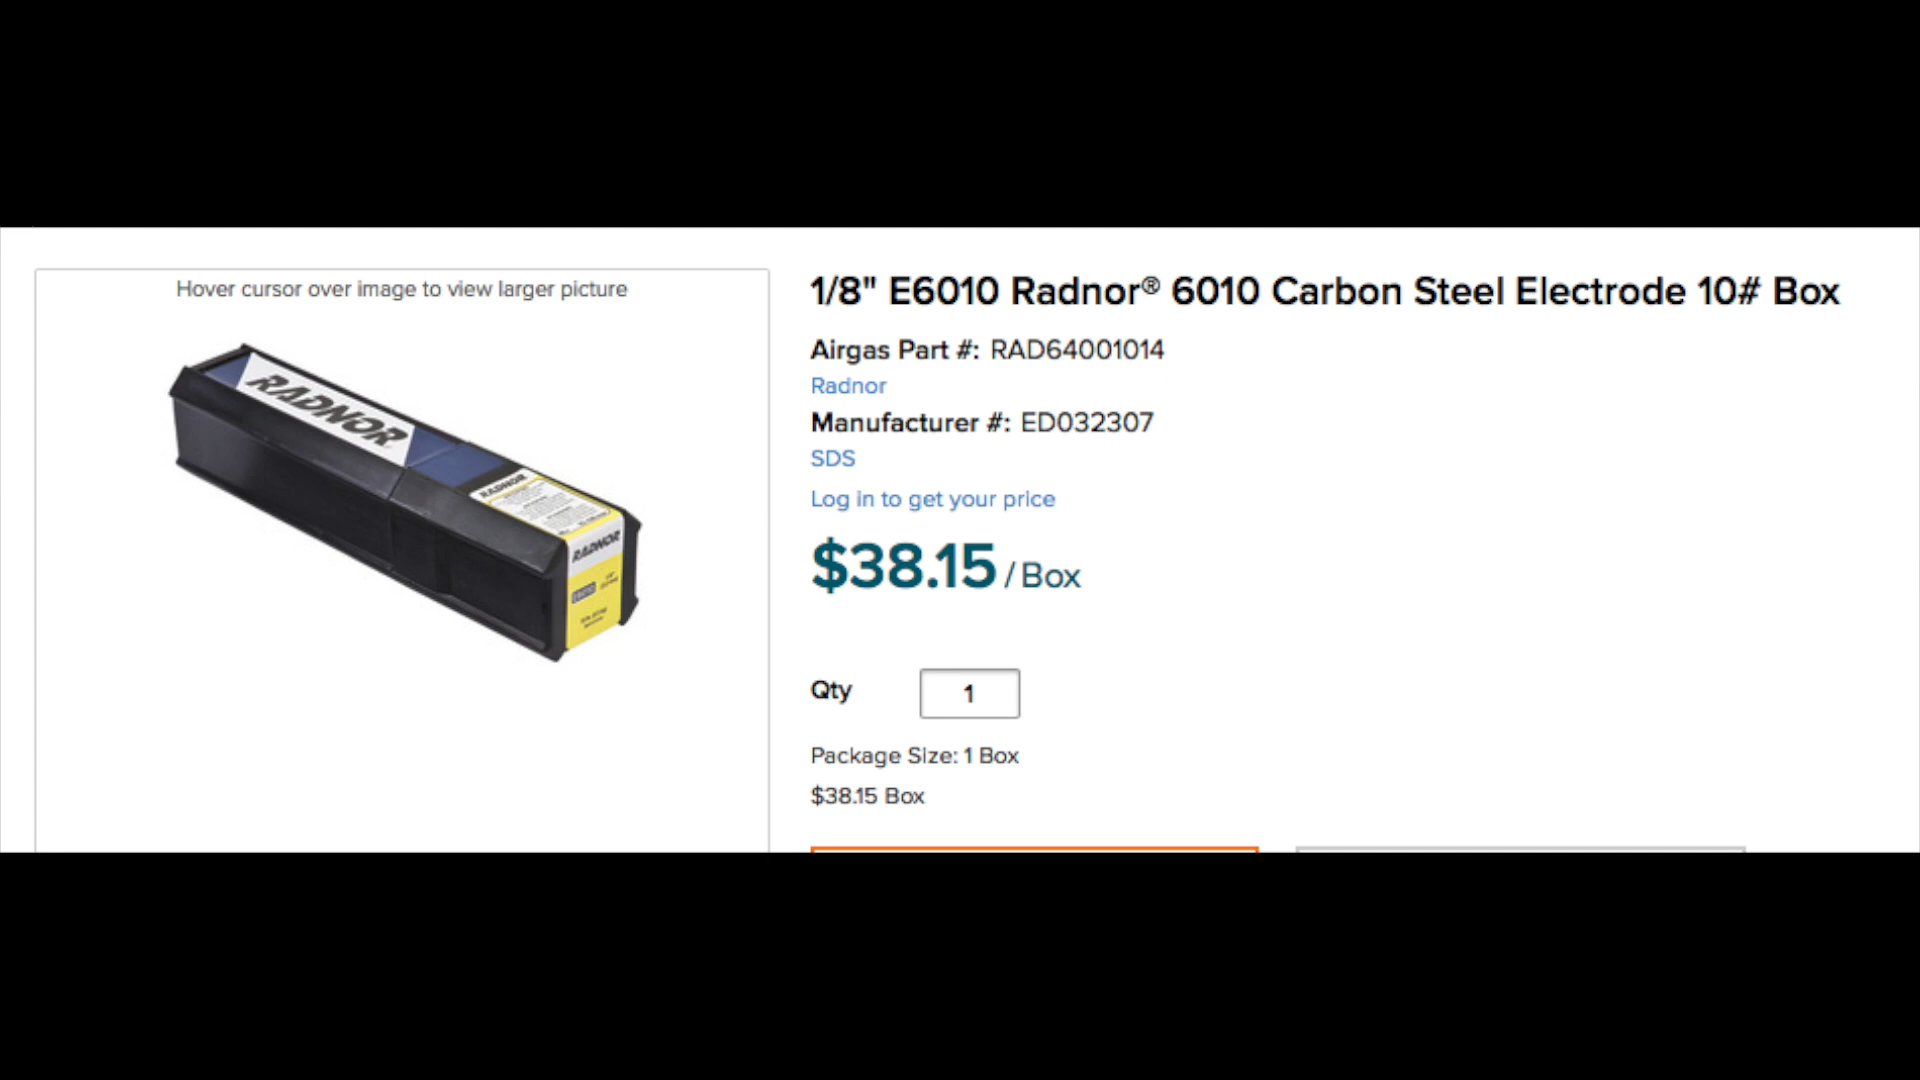 Hover cursor over image to view larger picture
RADNOR
RADNOR
RADNOR
E6010
1/8" E6010 Radnor® 6010 Carbon Steel Electrode 10# Box
Airgas Part #: RAD64001014
Radnor
Manufacturer #: ED032307
SDS
Log in to get your price
$38.15 / Box
Qty 1
Package Size: 1 Box
$38.15 Box